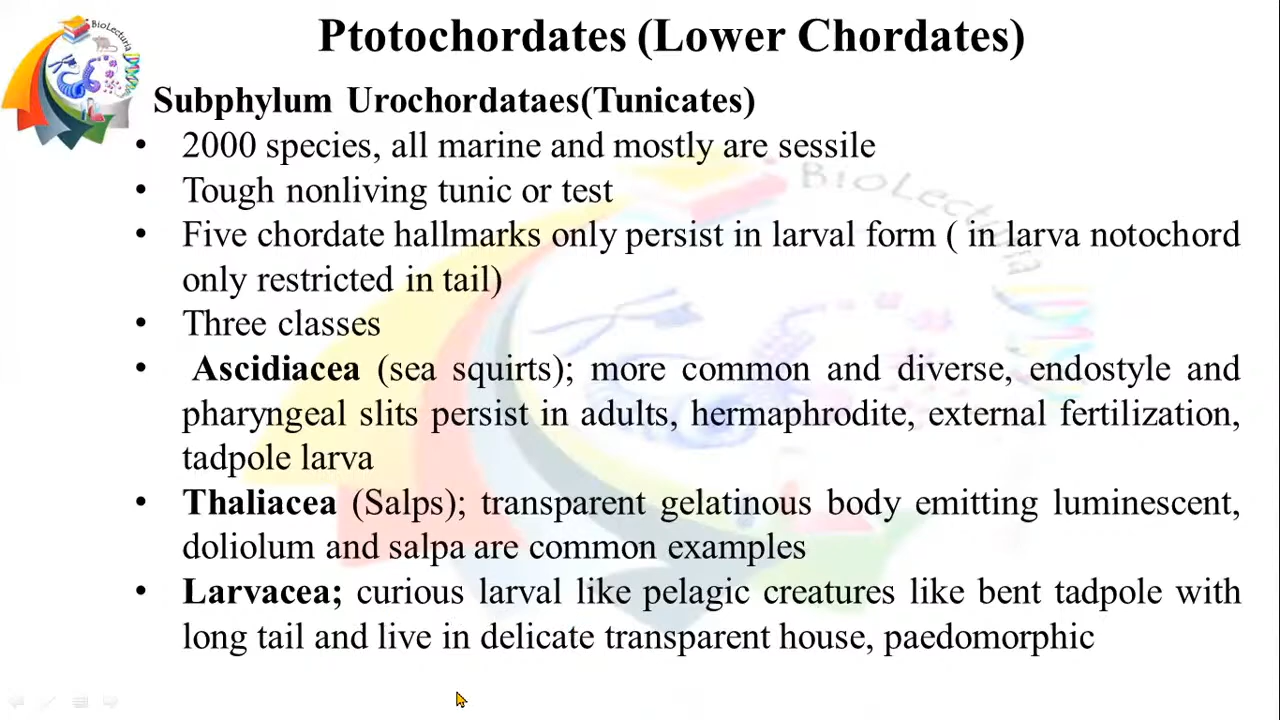 BioLecturia
Ptotochordates (Lower Chordates)
Subphylum Urochordataes(Tunicates)
• 2000 species, all marine and mostly are sessile
• Tough nonliving tunic or test
• Five chordate hallmarks only persist in larval form ( in larva notochord
only restricted in tail)
• Three classes
• Ascidiacea (sea squirts); more common and diverse, endostyle and
pharyngeal slits persist in adults, hermaphrodite, external fertilization,
tadpole larva
• Thaliacea (Salps); transparent gelatinous body emitting luminescent,
doliolum and salpa are common examples
• Larvacea; curious larval like pelagic creatures like bent tadpole with
long tail and live in delicate transparent house, paedomorphic